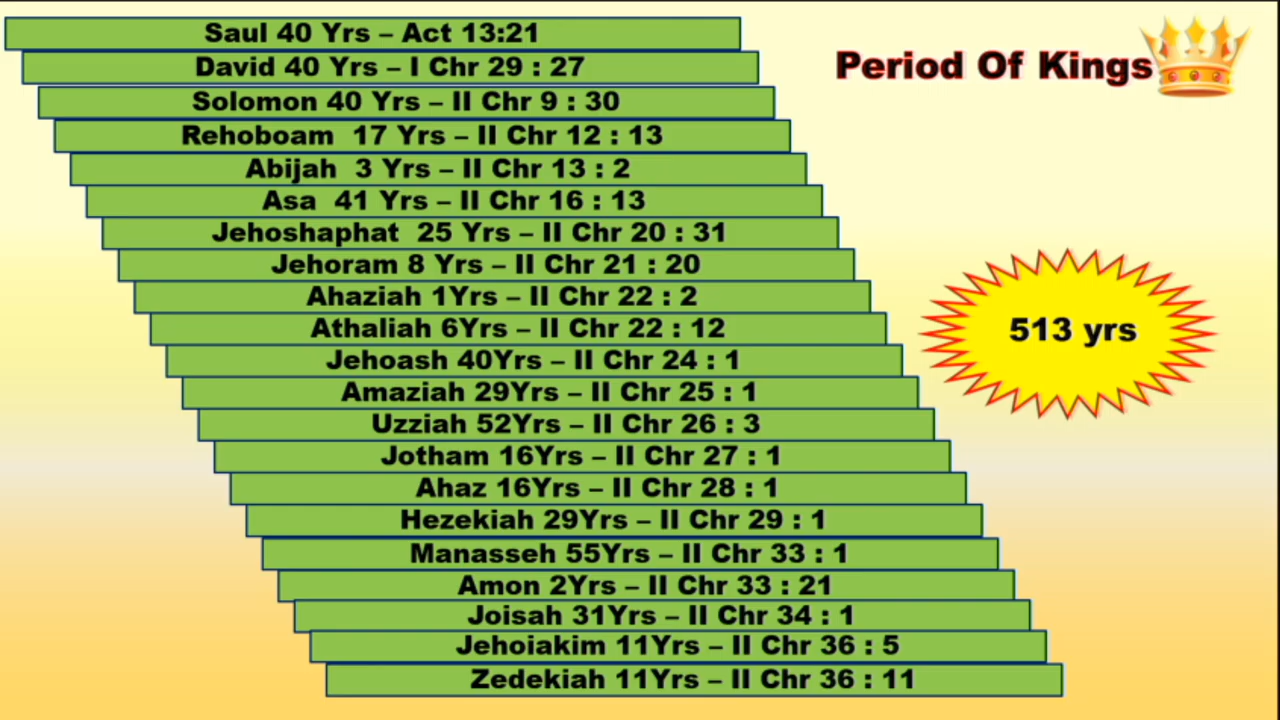 Saul 40 Yrs – Act 13:21
David 40 Yrs – I Chr 29 : 27
Solomon 40 Yrs – II Chr 9 : 30
Rehoboam  17 Yrs – II Chr 12 : 13
Abijah  3 Yrs – II Chr 13 : 2
Asa  41 Yrs – II Chr 16 : 13
Jehoshaphat  25 Yrs – II Chr 20 : 31
Jehoram 8 Yrs – II Chr 21 : 20
Ahaziah 1Yrs – II Chr 22 : 2
Athaliah 6Yrs – II Chr 22 : 12
Jehoash 40Yrs – II Chr 24 : 1
Amaziah 29Yrs – II Chr 25 : 1
Uzziah 52Yrs – II Chr 26 : 3
Jotham 16Yrs – II Chr 27 : 1
Ahaz 16Yrs – II Chr 28 : 1
Hezekiah 29Yrs – II Chr 29 : 1
Manasseh 55Yrs – II Chr 33 : 1
Amon 2Yrs – II Chr 33 : 21
Joisah 31Yrs – II Chr 34 : 1
Jehoiakim 11Yrs – II Chr 36 : 5
Zedekiah 11Yrs – II Chr 36 : 11
Period Of Kings
513 yrs